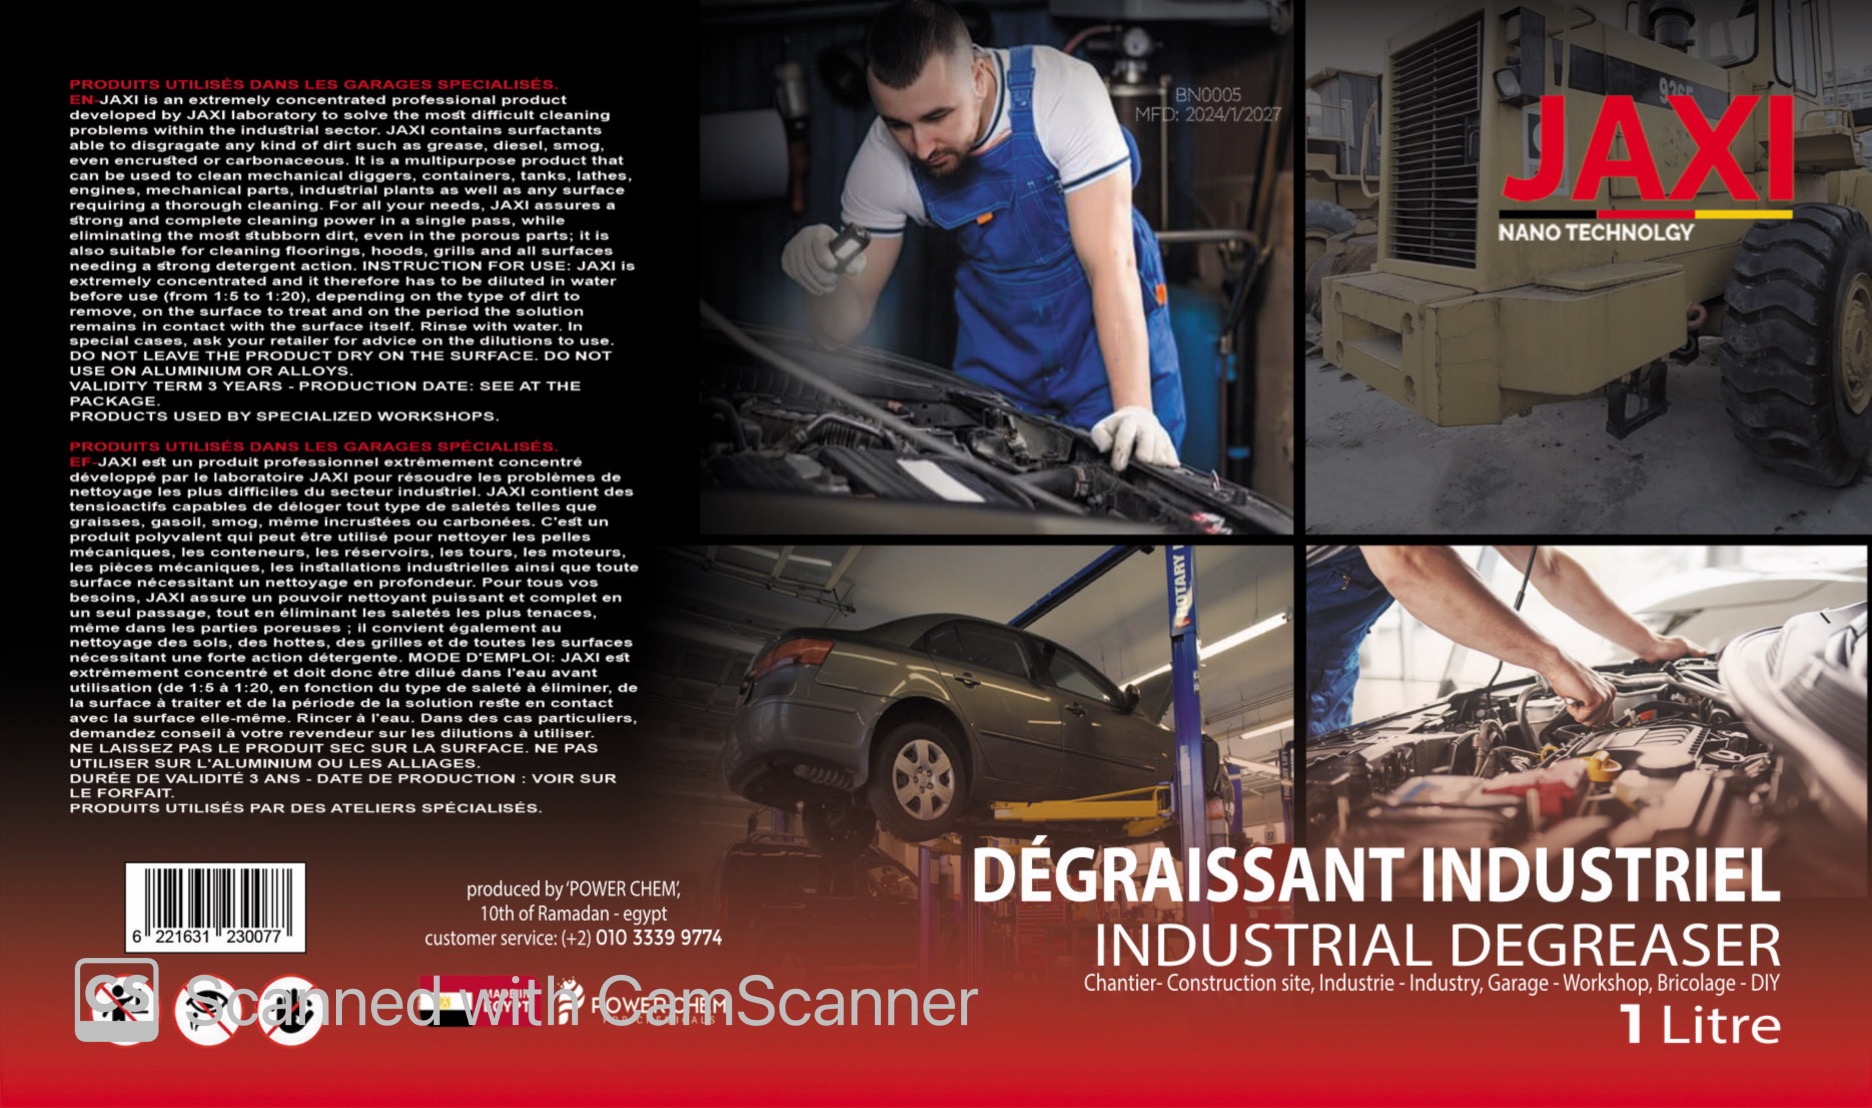 PRODUITS UTILISÉS DANS LES GARAGES SPECIALISÉS.
EN-JAXI is an extremely concentrated professional product
developed by JAXI laboratory to solve the most difficult cleaning
problems within the industrial sector. JAXI contains surfactants
able to disgragate any kind of dirt such as grease, diesel, smog,
even encrusted or carbonaceous. It is a multipurpose product that
can be used to clean mechanical diggers, containers, tanks, lathes,
engines, mechanical parts, industrial plants as well as any surface
requiring a thorough cleaning. For all your needs, JAXI assures a
strong and complete cleaning power in a single pass, while
eliminating the most stubborn dirt, even in the porous parts; it is
also suitable for cleaning floorings, hoods, grills and all surfaces
needing a strong detergent action. INSTRUCTION FOR USE: JAXI is
extremely concentrated and it therefore has to be diluted in water
before use (from 1:5 to 1:20), depending on the type of dirt to
remove, on the surface to treat and on the period the solution
remains in contact with the surface itself. Rinse with water. In
special cases, ask your retailer for advice on the dilutions to use.
DO NOT LEAVE THE PRODUCT DRY ON THE SURFACE. DO NOT
USE ON ALUMINIUM OR ALLOYS.
VALIDITY TERM 3 YEARS - PRODUCTION DATE: SEE AT THE
PACKAGE.
PRODUCTS USED BY SPECIALIZED WORKSHOPS.
PRODUITS UTILISÉS DANS LES GARAGES SPÉCIALISÉS.
EF-JAXI est un produit professionnel extrêmement concentré
développé par le laboratoire JAXI pour résoudre les problèmes de
nettoyage les plus difficiles du secteur industriel. JAXI contient des
tensioactifs capables de déloger tout type de saletés telles que
graisses, gasoil, smog, même incrustées ou carbonées. C'est un
produit polyvalent qui peut être utilisé pour nettoyer les pelles
mécaniques, les conteneurs, les réservoirs, les tours, les moteurs,
les pièces mécaniques, les installations industrielles ainsi que toute
surface nécessitant un nettoyage en profondeur. Pour tous vos
besoins, JAXI assure un pouvoir nettoyant puissant et complet en
un seul passage, tout en éliminant les saletés les plus tenaces,
même dans les parties poreuses ; il convient également au
nettoyage des sols, des hottes, des grilles et de toutes les surfaces
nécessitant une forte action détergente. MODE D'EMPLOI: JAXI est
extrêmement concentré et doit donc être dilué dans l'eau avant
utilisation (de 1:5 à 1:20, en fonction du type de saleté à éliminer, de
la surface à traiter et de la période de la solution reste en contact
avec la surface elle-même. Rincer à l'eau. Dans des cas particuliers,
demandez conseil à votre revendeur sur les dilutions à utiliser.
NE LAISSEZ PAS LE PRODUIT SEC SUR LA SURFACE. NE PAS
UTILISER SUR L'ALUMINIUM OU LES ALLIAGES.
DURÉE DE VALIDITÉ 3 ANS - DATE DE PRODUCTION : VOIR SUR
LE FORFAIT.
PRODUITS UTILISÉS PAR DES ATELIERS SPÉCIALISÉS.
6 221631 230077
produced by 'POWER CHEM',
10th of Ramadan - egypt
customer service: (+2) 010 3339 9774
MADE IN
EGYPT
POWER CHEM
FOR CHEMICALS
CS Scanned with CamScanner
BN0005
MFD: 2024/1/2027
936F
JAXI
NANO TECHNOLGY
ROTARY
DÉGRAISSANT INDUSTRIEL
INDUSTRIAL DEGREASER
Chantier- Construction site, Industrie - Industry, Garage - Workshop, Bricolage - DIY
1 Litre